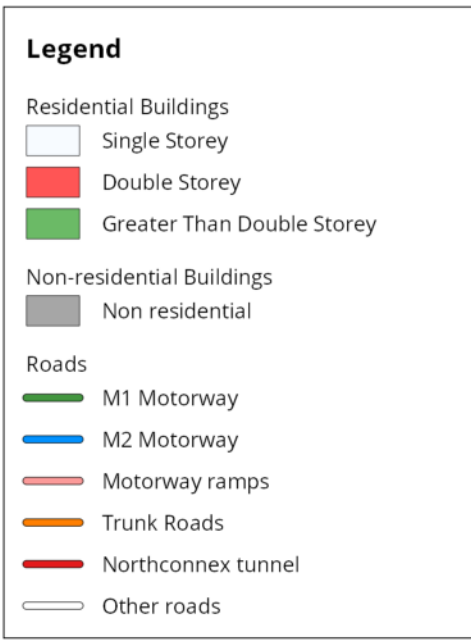 Legend
Residential Buildings
Single Storey
Double Storey
Greater Than Double Storey
Non-residential Buildings
Non residential
Roads
M1 Motorway
M2 Motorway
Motorway ramps
Trunk Roads
Northconnex tunnel
Other roads